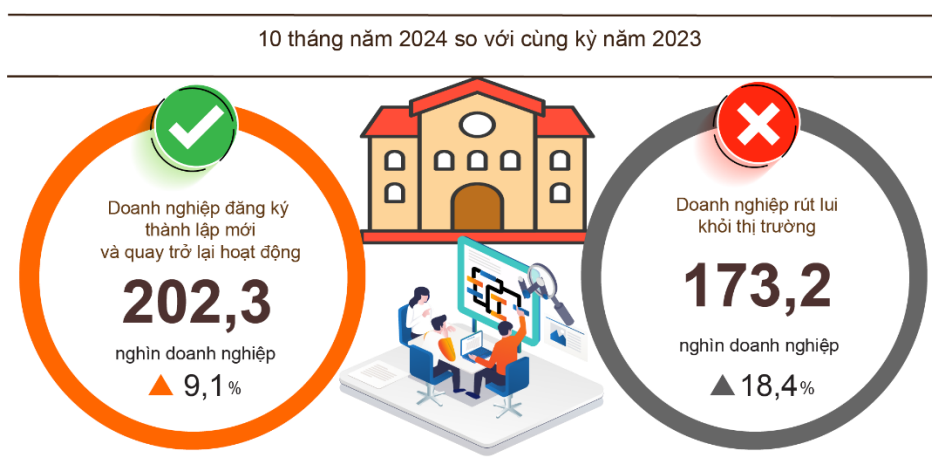 10 tháng năm 2024 so với cùng kỳ năm 2023
Doanh nghiệp đăng ký
thành lập mới
và quay trở lại hoạt động
202,3
nghìn doanh nghiệp
▲ 9,1%
Doanh nghiệp rút lui
khỏi thị trường
173,2
nghìn doanh nghiệp
▲ 18,4%